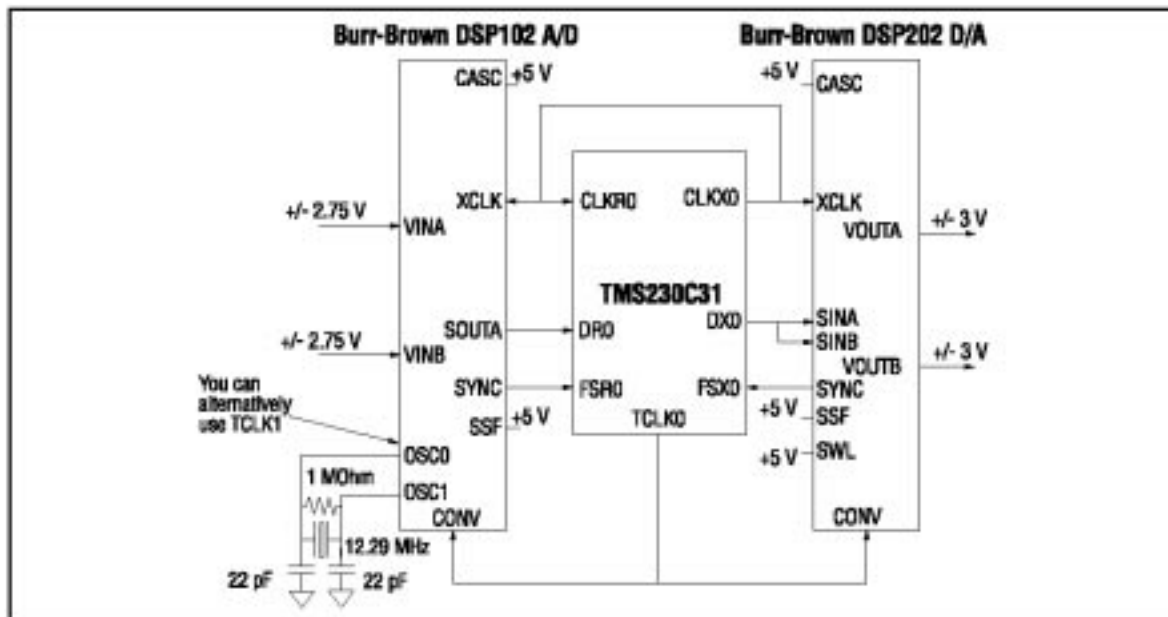 Burr-Brown DSP102 A/D
Burr-Brown DSP202 D/A
CASC
+5 V
+5 V
CASC
XCLK
CLKR0
CLKX0
XCLK
+/- 2.75 V
VINA
VOUTA
+/- 3 V
TMS230C31
SOUTA
DR0
DX0
SINA
SINB
+/- 2.75 V
VINB
VOUTB
+/- 3 V
You can
alternatively
use TCLK1
SYNC
FSR0
FSX0
SYNC
SSF
+5 V
TCLK0
+5 V
SSF
+5 V
SWL
OSC0
1 MOhm
OSC1
CONV
CONV
12.29 MHz
22 pF
22 pF